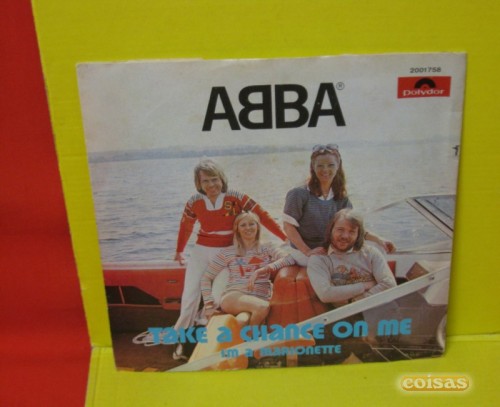 2001758
ABBA®
Polydor
TAKE A CHANCE ON ME
I'M A MARIONETTE
coisas